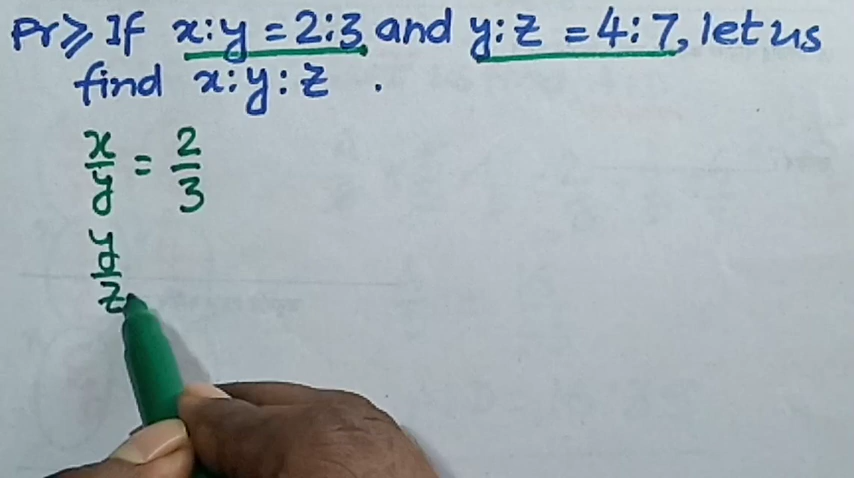 Pr⩾ If x:y = 2:3 and y:z = 4:7, let us
find x:y:z .
x/y = 2/3
y/z